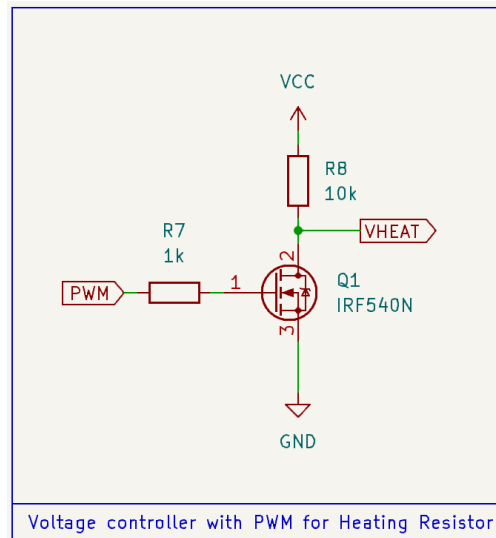 VCC
R8
10k
VHEAT
R7
1k
PWM
1
2
Q1
IRF540N
3
GND
Voltage controller with PWM for Heating Resistor